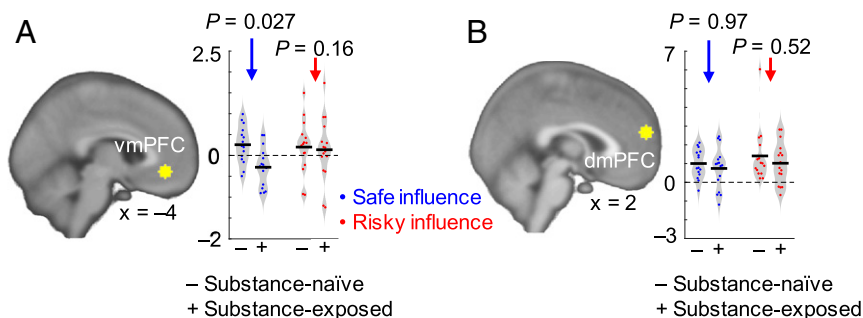 A
B
P = 0.027
P = 0.16
2.5
0
–2
vmPFC
x = –4
– + – +
• Safe influence
• Risky influence
– Substance-naïve
+ Substance-exposed
P = 0.97
P = 0.52
7
0
–3
dmPFC
x = 2
– + – +
– Substance-naïve
+ Substance-exposed